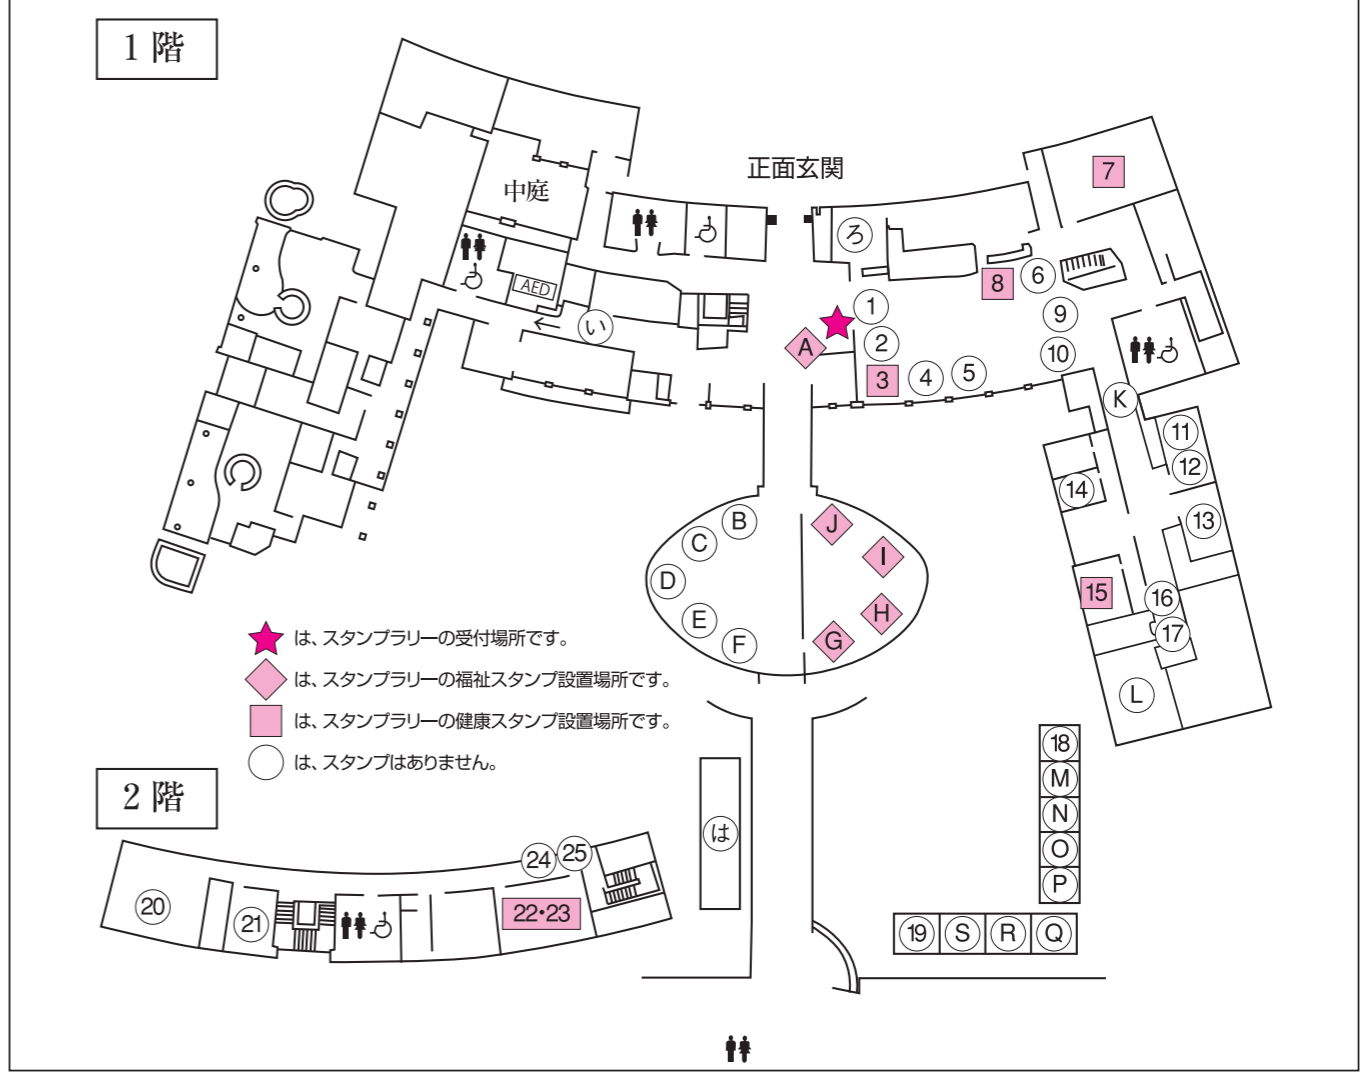 1 階
正面玄関
中庭
7
ろ
AED
8
6
い
1
9
A
2
10
3
4
5
K
11
12
14
13
B
J
C
I
D
15
16
E
H
F
G
17
L
は、スタンプラリーの受付場所です。
は、スタンプラリーの福祉スタンプ設置場所です。
は、スタンプラリーの健康スタンプ設置場所です。
は、スタンプはありません。
18
M
N
O
P
は
19
S
R
Q
2 階
24
25
20
21
22・23